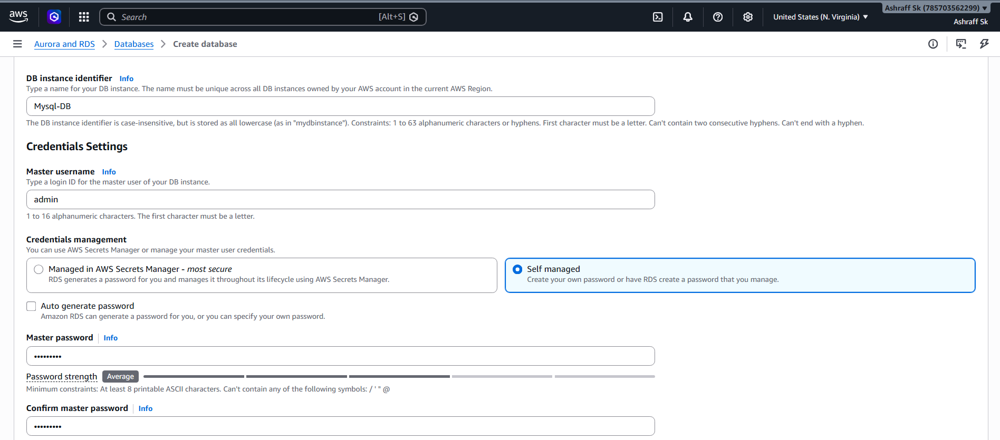 aws
Search
[Alt+S]
United States (N. Virginia)
Ashraff Sk (785703562299)
Ashraff Sk
Aurora and RDS
Databases
Create database
DB instance identifier Info
Type a name for your DB instance. The name must be unique across all DB instances owned by your AWS account in the current AWS Region.
Mysql-DB
The DB instance identifier is case-insensitive, but is stored as all lowercase (as in "mydbinstance"). Constraints: 1 to 63 alphanumeric characters or hyphens. First character must be a letter. Can't contain two consecutive hyphens. Can't end with a hyphen.
Credentials Settings
Master username Info
Type a login ID for the master user of your DB instance.
admin
1 to 16 alphanumeric characters. The first character must be a letter.
Credentials management
You can use AWS Secrets Manager or manage your master user credentials.
Managed in AWS Secrets Manager - most secure
RDS generates a password for you and manages it throughout its lifecycle using AWS Secrets Manager.
Self managed
Create your own password or have RDS create a password that you manage.
Auto generate password
Amazon RDS can generate a password for you, or you can specify your own password.
Master password Info
•••••••••
Password strength Average
Minimum constraints: At least 8 printable ASCII characters. Can't contain any of the following symbols: / ' " @
Confirm master password Info
•••••••••